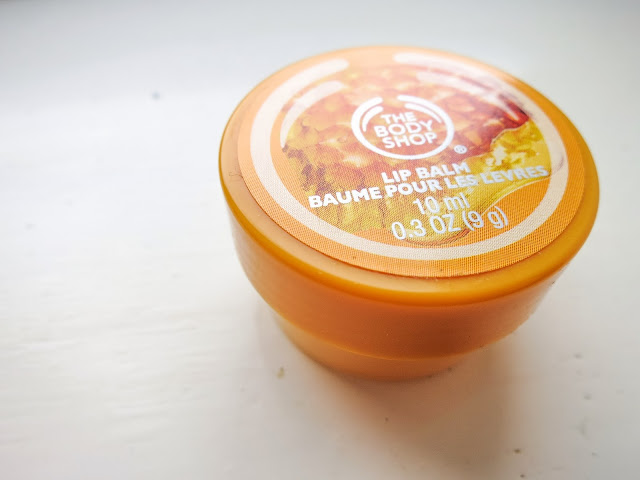 THE
BODY
SHOP
®
LIP BALM
BAUME POUR LES LÈVRES
10 ml
0.3 OZ (9 g)